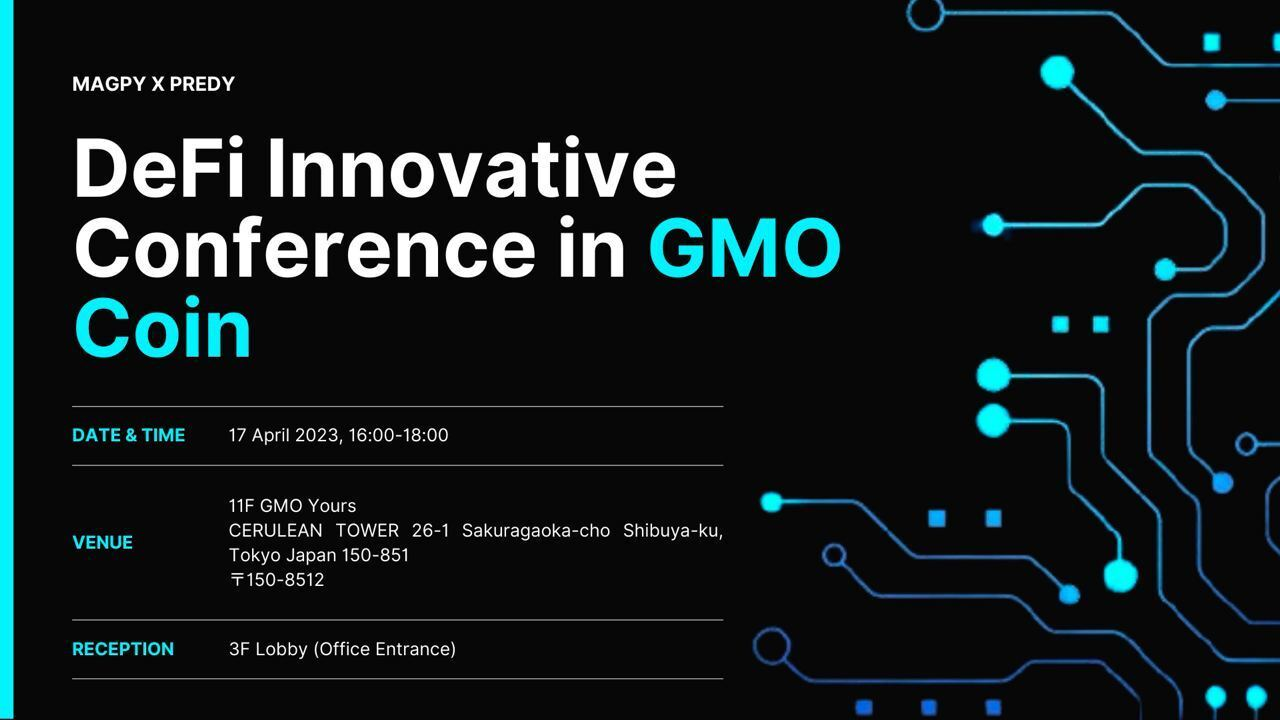 MAGPY X PREDY
DeFi Innovative
Conference in GMO
Coin
DATE & TIME 17 April 2023, 16:00-18:00
VENUE
11F GMO Yours
CERULEAN TOWER 26-1 Sakuragaoka-cho Shibuya-ku,
Tokyo Japan 150-851
〒150-8512
RECEPTION 3F Lobby (Office Entrance)